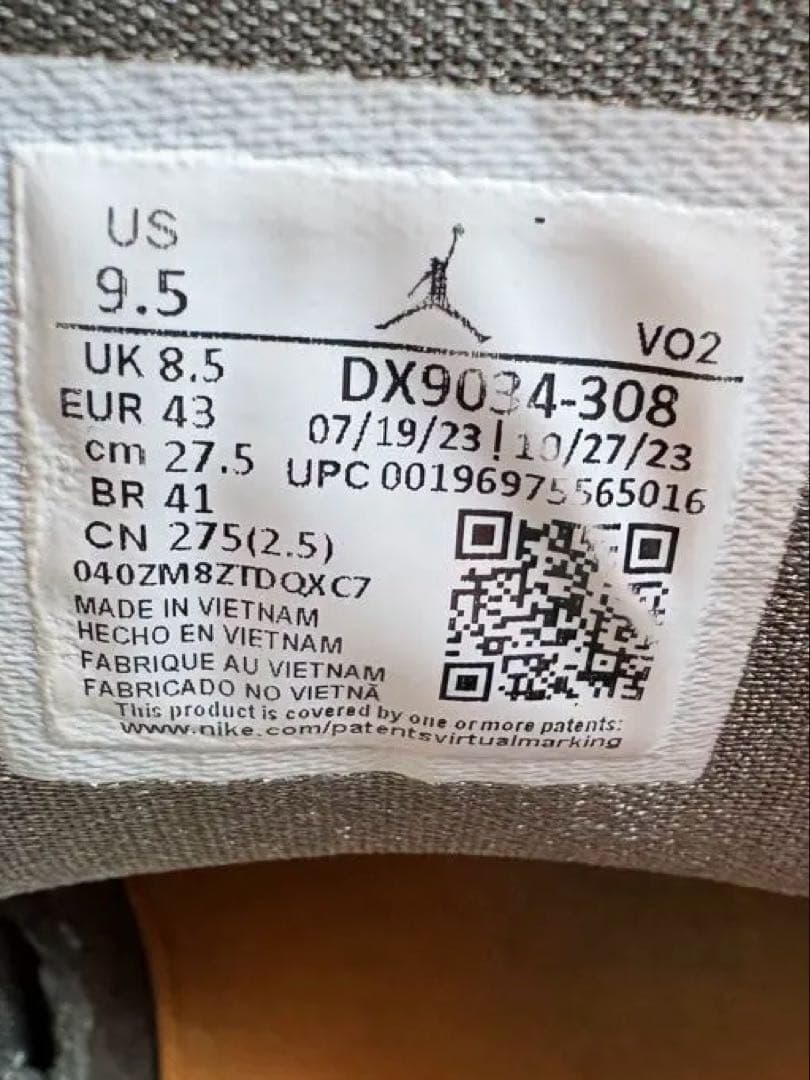 US
9.5
VO2
UK 8.5
DX9034-308
EUR 43
07/19/23 | 10/27/23
cm 27.5
UPC 00196975565016
BR 41
CN 275(2.5)
040ZM8ZTDQXC7
MADE IN VIETNAM
HECHO EN VIETNAM
FABRIQUE AU VIETNAM
FABRICADO NO VIETNÃ
This product is covered by one or more patents:
www.nike.com/patentsvirtualmarking